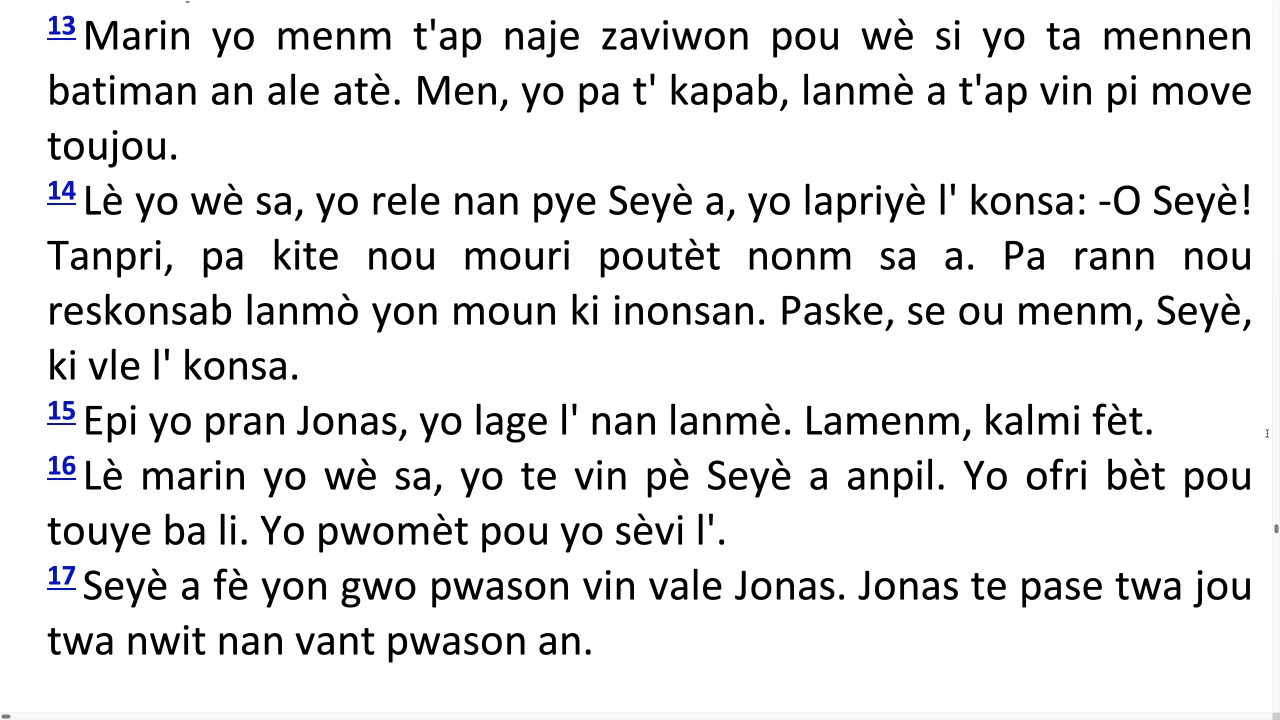 13 Marin yo menm t'ap naje zaviwon pou wè si yo ta mennen
batiman an ale atè. Men, yo pa t' kapab, lanmè a t'ap vin pi move
toujou.
14 Lè yo wè sa, yo rele nan pye Seyè a, yo lapriyè l' konsa: -O Seyè!
Tanpri, pa kite nou mouri poutèt nonm sa a. Pa rann nou
reskonsab lanmò yon moun ki inonsan. Paske, se ou menm, Seyè,
ki vle l' konsa.
15 Epi yo pran Jonas, yo lage l' nan lanmè. Lamenm, kalmi fèt.
16 Lè marin yo wè sa, yo te vin pè Seyè a anpil. Yo ofri bèt pou
touye ba li. Yo pwomèt pou yo sèvi l'.
17 Seyè a fè yon gwo pwason vin vale Jonas. Jonas te pase twa jou
twa nwit nan vant pwason an.